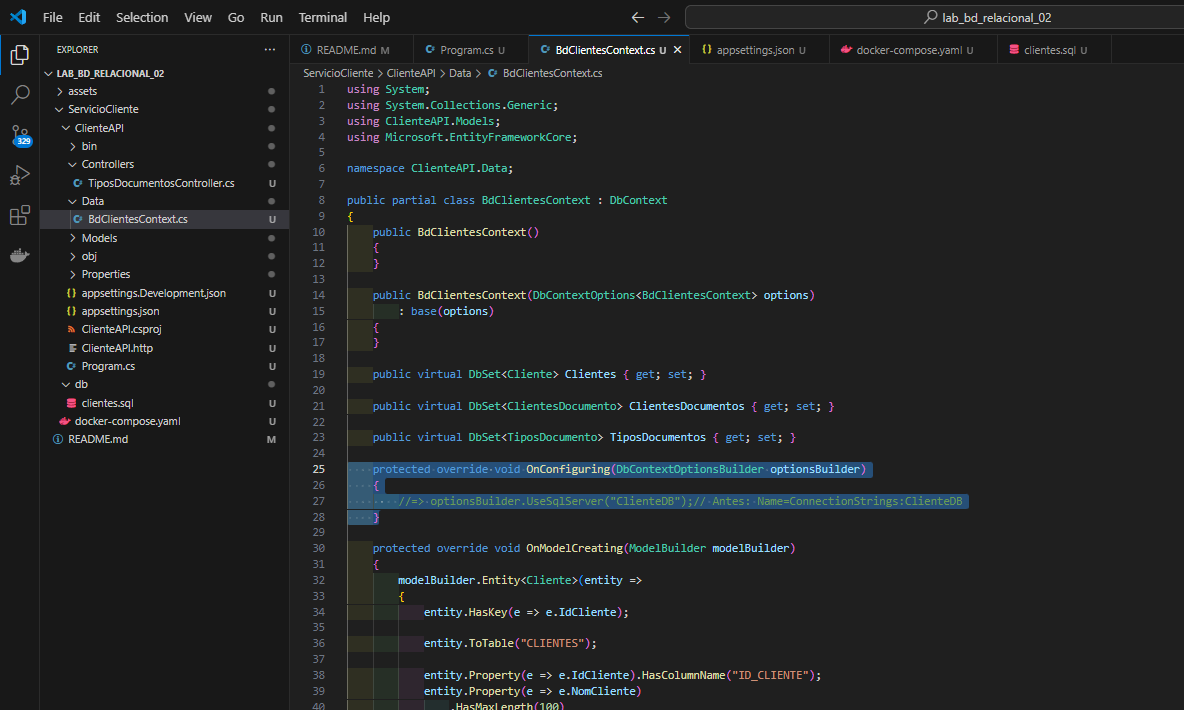 File Edit Selection View Go Run Terminal Help
lab_bd_relacional_02
EXPLORER
LAB_BD_RELACIONAL_02
assets
ServicioCliente
ClienteAPI
bin
Controllers
TiposDocumentosController.cs U
Data
BdClientesContext.cs U
Models
obj
Properties
appsettings.Development.json U
appsettings.json U
ClienteAPI.csproj U
ClienteAPI.http U
Program.cs U
db
clientes.sql U
docker-compose.yaml U
README.md M
329
README.md M Program.cs U BdClientesContext.cs U appsettings.json U docker-compose.yaml U clientes.sql U
ServicioCliente > ClienteAPI > Data > BdClientesContext.cs
1 using System;
2 using System.Collections.Generic;
3 using ClienteAPI.Models;
4 using Microsoft.EntityFrameworkCore;
5
6 namespace ClienteAPI.Data;
7
8 public partial class BdClientesContext : DbContext
9 {
10 public BdClientesContext()
11 {
12 }
13
14 public BdClientesContext(DbContextOptions<BdClientesContext> options)
15 : base(options)
16 {
17 }
18
19 public virtual DbSet<Cliente> Clientes { get; set; }
20
21 public virtual DbSet<ClientesDocumento> ClientesDocumentos { get; set; }
22
23 public virtual DbSet<TiposDocumento> TiposDocumentos { get; set; }
24
25 protected override void OnConfiguring(DbContextOptionsBuilder optionsBuilder)
26 {
27 //=> optionsBuilder.UseSqlServer("ClienteDB");// Antes: Name=ConnectionStrings:ClienteDB
28 }
29
30 protected override void OnModelCreating(ModelBuilder modelBuilder)
31 {
32 modelBuilder.Entity<Cliente>(entity =>
33 {
34 entity.HasKey(e => e.IdCliente);
35
36 entity.ToTable("CLIENTES");
37
38 entity.Property(e => e.IdCliente).HasColumnName("ID_CLIENTE");
39 entity.Property(e => e.NomCliente)
40 .HasMaxLength(100)